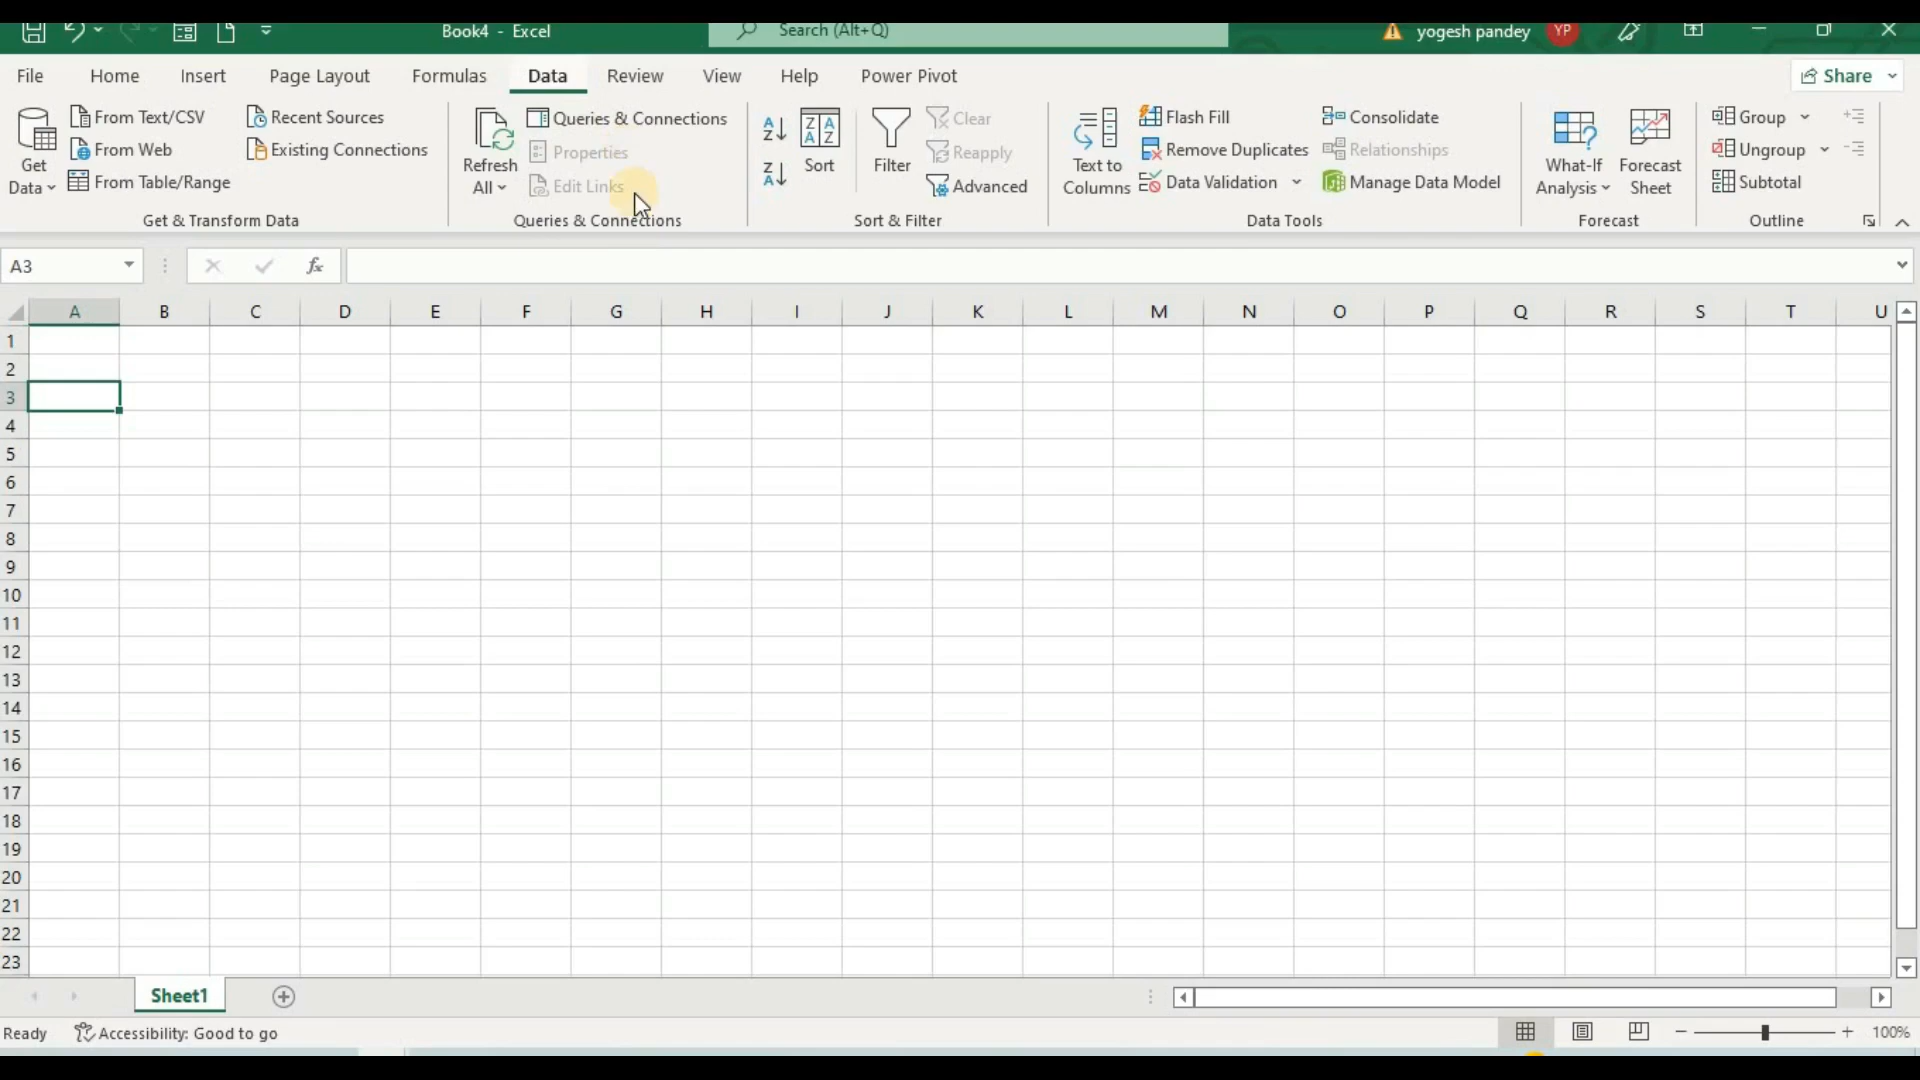 Book4 - Excel
Search (Alt+Q)
yogesh pandey
YP
File Home Insert Page Layout Formulas Data Review View Help Power Pivot
Share
Get Data
From Text/CSV
From Web
From Table/Range
Recent Sources
Existing Connections
Get & Transform Data
Refresh All
Queries & Connections
Properties
Edit Links
Queries & Connections
Sort
Filter
Clear
Reapply
Advanced
Sort & Filter
Text to Columns
Flash Fill
Remove Duplicates
Data Validation
Consolidate
Relationships
Manage Data Model
Data Tools
What-If Analysis
Forecast Sheet
Forecast
Group
Ungroup
Subtotal
Outline
A3
fx
A B C D E F G H I J K L M N O P Q R S T U
1
2
3
4
5
6
7
8
9
10
11
12
13
14
15
16
17
18
19
20
21
22
23
Sheet1
Ready
Accessibility: Good to go
100%